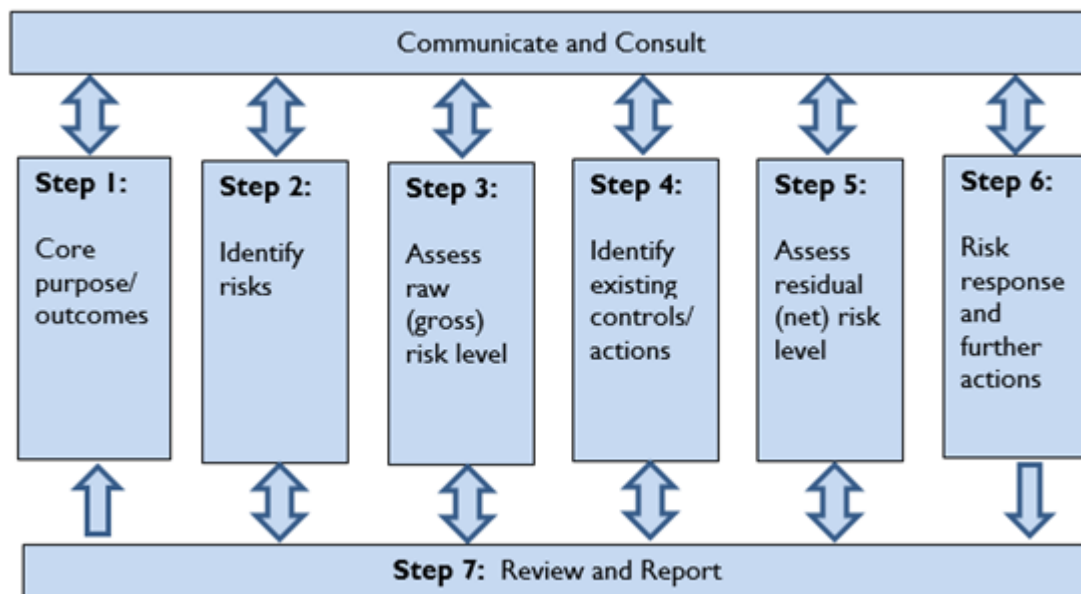 Communicate and Consult
Step 1:
Core
purpose/
outcomes
Step 2:
Identify
risks
Step 3:
Assess
raw
(gross)
risk level
Step 4:
Identify
existing
controls/
actions
Step 5:
Assess
residual
(net) risk
level
Step 6:
Risk
response
and
further
actions
Step 7: Review and Report